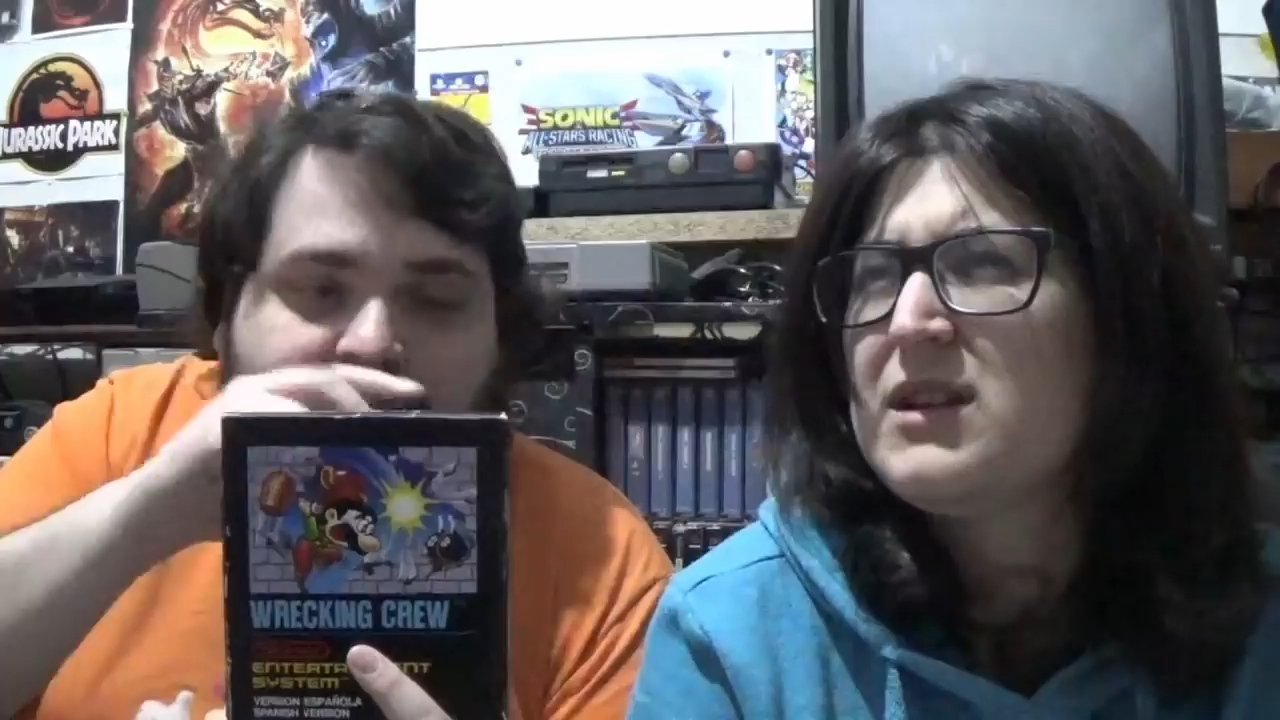 JURASSIC PARK
SONIC
ALL-STARS RACING
WRECKING CREW
ENTERTAINMENT
SYSTEM
VERSION ESPAÑOLA
SPANISH VERSION